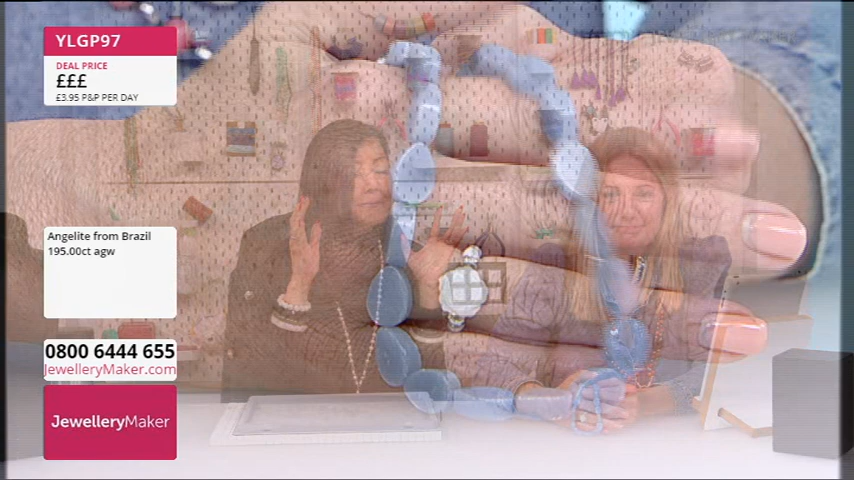 YLGP97
DEAL PRICE
£££
£3.95 P&P PER DAY
Angelite from Brazil
195.00ct agw
0800 6444 655
JewelleryMaker.com
JewelleryMaker